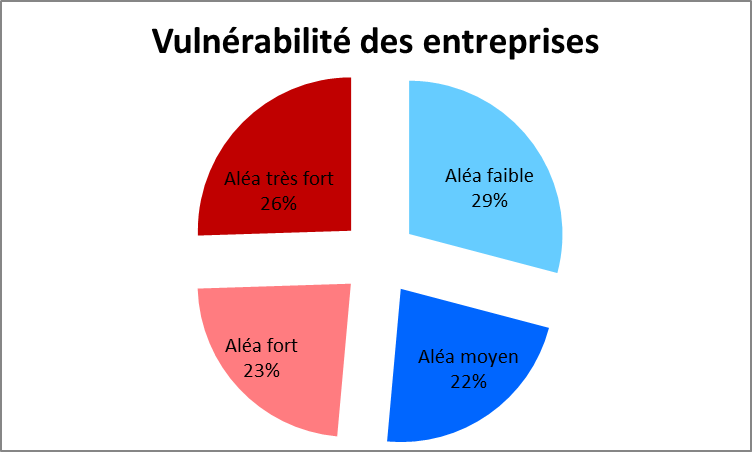 Vulnérabilité des entreprises
Aléa très fort
26%
Aléa faible
29%
Aléa fort
23%
Aléa moyen
22%